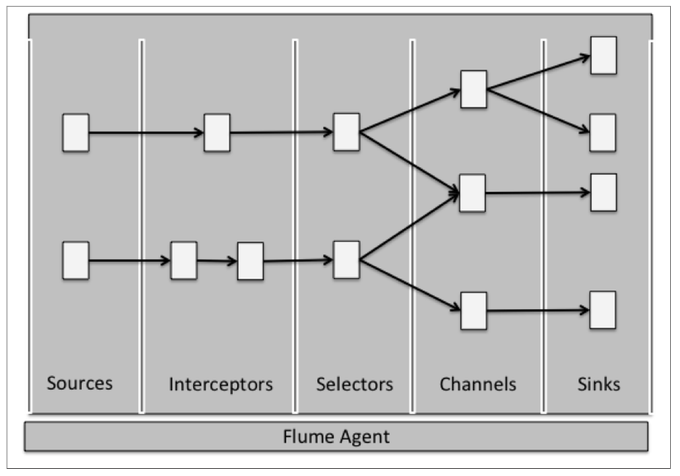 Sources Interceptors Selectors Channels Sinks
Flume Agent